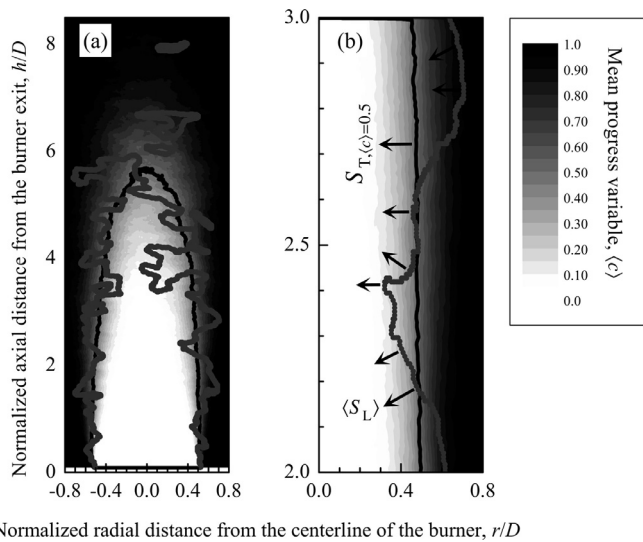 (a)
(b)
8
6
4
2
0
Normalized axial distance from the burner exit, h/D
-0.8 -0.4 0.0 0.4 0.8
3.0
2.5
2.0
0.0 0.4 0.8
S_T,⟨c⟩=0.5
⟨S_L⟩
1.0
0.90
0.80
0.70
0.60
0.50
0.40
0.30
0.20
0.10
0.0
Mean progress variable, ⟨c⟩
Normalized radial distance from the centerline of the burner, r/D